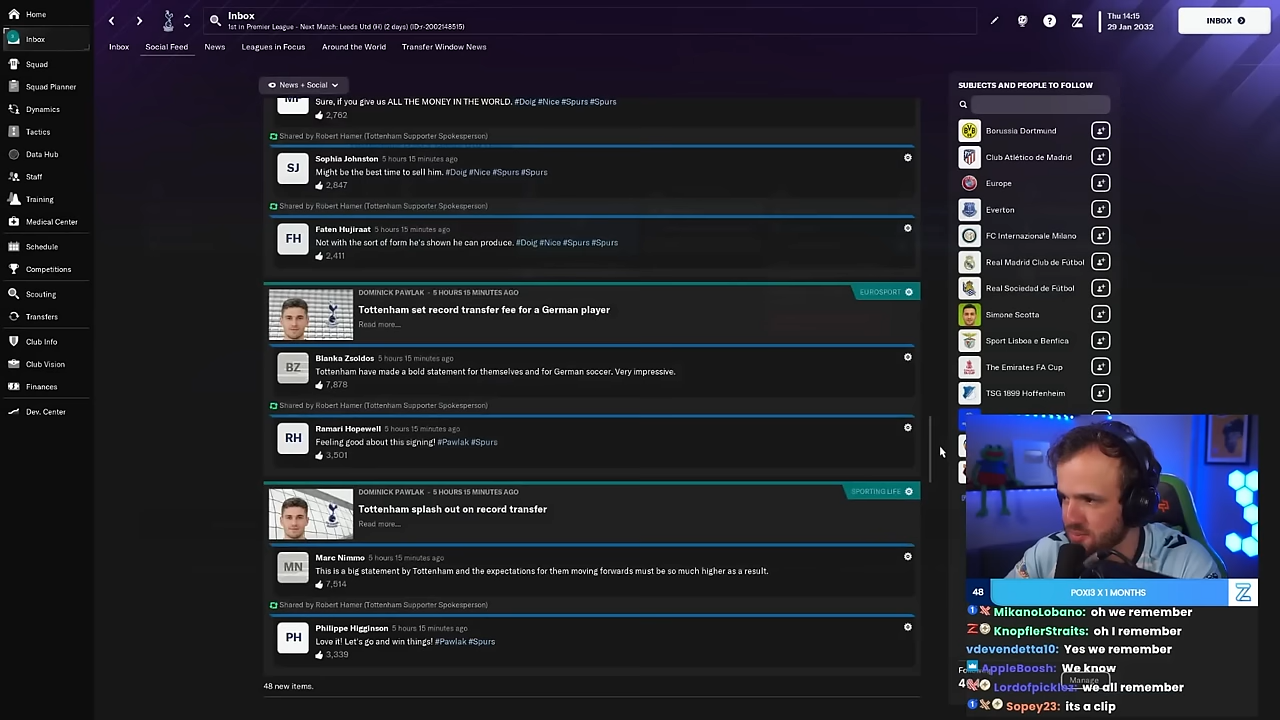 Home
Inbox
Squad
Squad Planner
Dynamics
Tactics
Data Hub
Staff
Training
Medical Center
Schedule
Competitions
Scouting
Transfers
Club Info
Club Vision
Finances
Dev. Center
Inbox
1st in Premier League - Next Match: Leeds Utd (H) (2 days) (ID:r-2002148515)
Thu 14:15
29 Jan 2032
INBOX
Inbox
Social Feed
News
Leagues in Focus
Around the World
Transfer Window News
News + Social
Sure, if you give us ALL THE MONEY IN THE WORLD. #Doig #Nice #Spurs #Spurs
2,762
Shared by Robert Hamer (Tottenham Supporter Spokesperson)
SJ
Sophia Johnston 5 hours 15 minutes ago
Might be the best time to sell him. #Doig #Nice #Spurs #Spurs
2,847
Shared by Robert Hamer (Tottenham Supporter Spokesperson)
FH
Faten Hujiraat 5 hours 15 minutes ago
Not with the sort of form he's shown he can produce. #Doig #Nice #Spurs #Spurs
2,411
DOMINICK PAWLAK - 5 HOURS 15 MINUTES AGO
EUROSPORT
Tottenham set record transfer fee for a German player
Read more...
BZ
Blanka Zsoldos 5 hours 15 minutes ago
Tottenham have made a bold statement for themselves and for German soccer. Very impressive.
7,878
Shared by Robert Hamer (Tottenham Supporter Spokesperson)
RH
Ramari Hopewell 5 hours 15 minutes ago
Feeling good about this signing! #Pawlak #Spurs
3,501
DOMINICK PAWLAK - 5 HOURS 15 MINUTES AGO
SPORTING LIFE
Tottenham splash out on record transfer
Read more...
MN
Marc Nimmo 5 hours 15 minutes ago
This is a big statement by Tottenham and the expectations for them moving forwards must be so much higher as a result.
7,514
Shared by Robert Hamer (Tottenham Supporter Spokesperson)
PH
Philippe Higginson 5 hours 15 minutes ago
Love it! Let's go and win things! #Pawlak #Spurs
3,339
48 new items.
SUBJECTS AND PEOPLE TO FOLLOW
Borussia Dortmund
Club Atlético de Madrid
Europe
Everton
FC Internazionale Milano
Real Madrid Club de Fútbol
Real Sociedad de Fútbol
Simone Scotta
Sport Lisboa e Benfica
The Emirates FA Cup
TSG 1899 Hoffenheim
48
POXI3 X 1 MONTHS
MikanoLobano: oh we remember
KnopflerStraits: oh I remember
vdevendetta10: Yes we remember
AppleBoosh: We know
Manage
Lordofpicklez: we all remember
Sopey23: its a clip